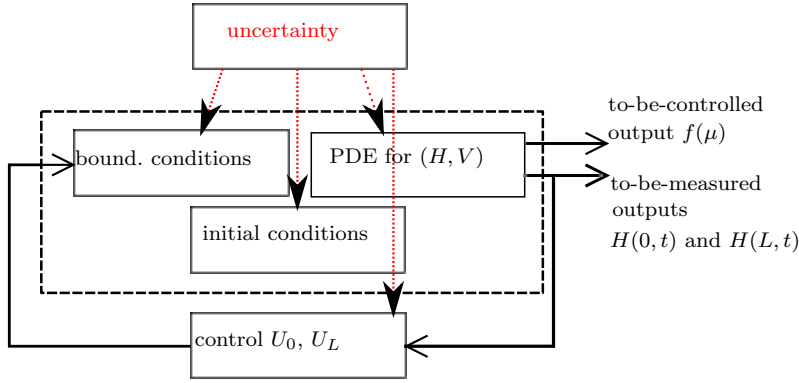 uncertainty
to-be-controlled
output f(μ)
bound. conditions
PDE for (H, V)
to-be-measured
outputs
H(0, t) and H(L, t)
initial conditions
control U₀, U_L